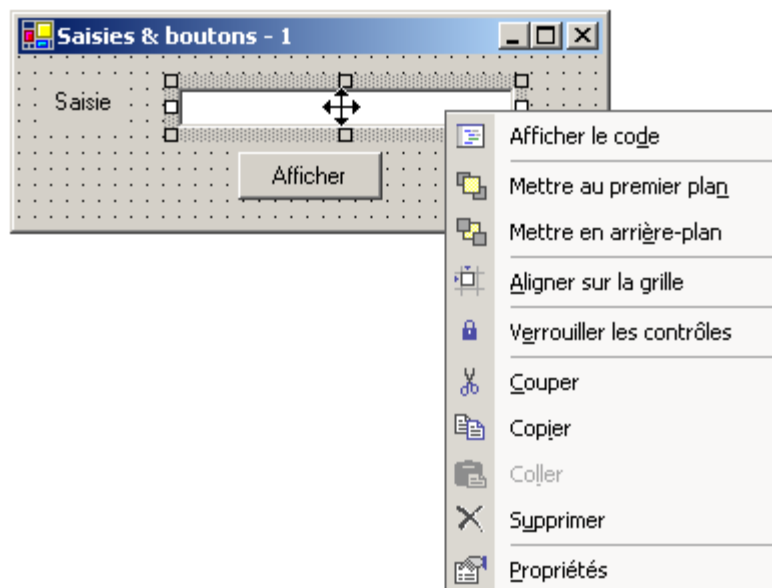 Saisies & boutons - 1
Saisie
Afficher
Afficher le code
Mettre au premier plan
Mettre en arrière-plan
Aligner sur la grille
Verrouiller les contrôles
Couper
Copier
Coller
Supprimer
Propriétés